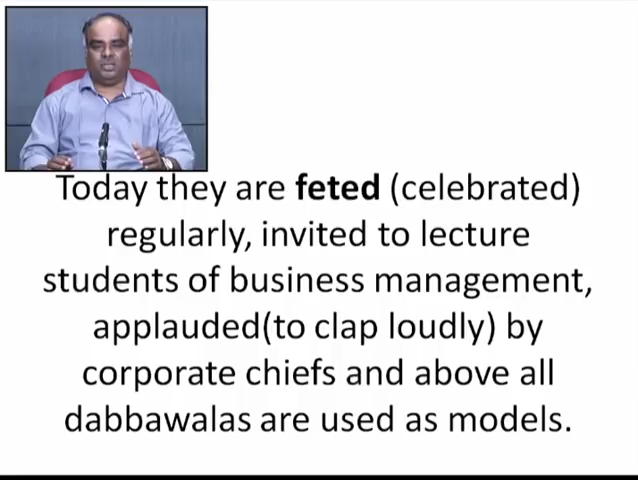 Today they are feted (celebrated)
regularly, invited to lecture
students of business management,
applauded(to clap loudly) by
corporate chiefs and above all
dabbawalas are used as models.